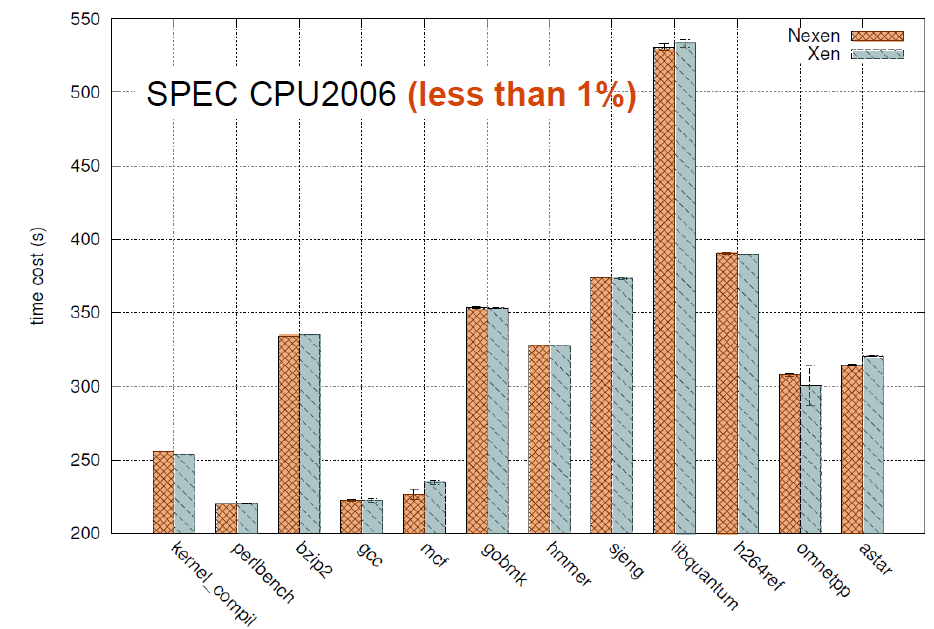 550
500
450
400
350
300
250
200
time cost (s)
SPEC CPU2006 (less than 1%)
Nexen
Xen
kernel_compil
perlbench
bzip2
gcc
mcf
gobmk
hmmer
sjeng
libquantum
h264ref
omnetpp
astar